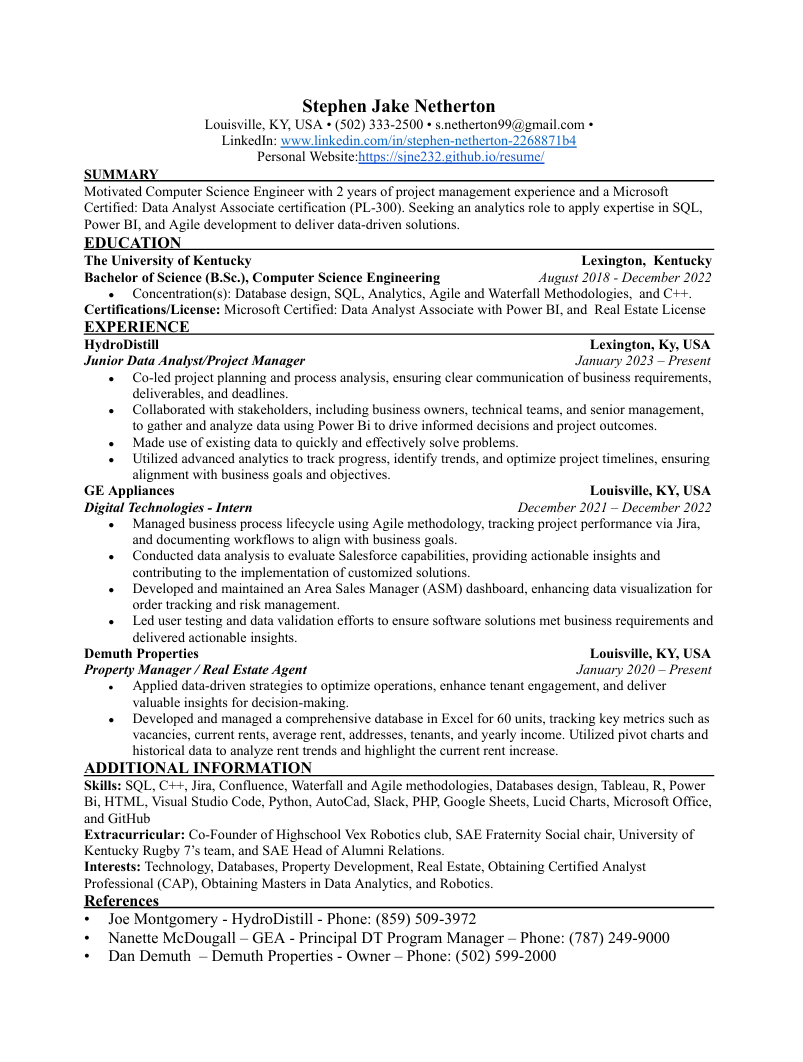 Stephen Jake Netherton
Louisville, KY, USA • (502) 333-2500 • s.netherton99@gmail.com •
LinkedIn: www.linkedin.com/in/stephen-netherton-2268871b4
Personal Website:https://sjne232.github.io/resume/
SUMMARY
Motivated Computer Science Engineer with 2 years of project management experience and a Microsoft
Certified: Data Analyst Associate certification (PL-300). Seeking an analytics role to apply expertise in SQL,
Power BI, and Agile development to deliver data-driven solutions.
EDUCATION
The University of Kentucky Lexington, Kentucky
Bachelor of Science (B.Sc.), Computer Science Engineering August 2018 - December 2022
• Concentration(s): Database design, SQL, Analytics, Agile and Waterfall Methodologies, and C++.
Certifications/License: Microsoft Certified: Data Analyst Associate with Power BI, and Real Estate License
EXPERIENCE
HydroDistill Lexington, Ky, USA
Junior Data Analyst/Project Manager January 2023 – Present
• Co-led project planning and process analysis, ensuring clear communication of business requirements,
deliverables, and deadlines.
• Collaborated with stakeholders, including business owners, technical teams, and senior management,
to gather and analyze data using Power Bi to drive informed decisions and project outcomes.
• Made use of existing data to quickly and effectively solve problems.
• Utilized advanced analytics to track progress, identify trends, and optimize project timelines, ensuring
alignment with business goals and objectives.
GE Appliances Louisville, KY, USA
Digital Technologies - Intern December 2021 – December 2022
• Managed business process lifecycle using Agile methodology, tracking project performance via Jira,
and documenting workflows to align with business goals.
• Conducted data analysis to evaluate Salesforce capabilities, providing actionable insights and
contributing to the implementation of customized solutions.
• Developed and maintained an Area Sales Manager (ASM) dashboard, enhancing data visualization for
order tracking and risk management.
• Led user testing and data validation efforts to ensure software solutions met business requirements and
delivered actionable insights.
Demuth Properties Louisville, KY, USA
Property Manager / Real Estate Agent January 2020 – Present
• Applied data-driven strategies to optimize operations, enhance tenant engagement, and deliver
valuable insights for decision-making.
• Developed and managed a comprehensive database in Excel for 60 units, tracking key metrics such as
vacancies, current rents, average rent, addresses, tenants, and yearly income. Utilized pivot charts and
historical data to analyze rent trends and highlight the current rent increase.
ADDITIONAL INFORMATION
Skills: SQL, C++, Jira, Confluence, Waterfall and Agile methodologies, Databases design, Tableau, R, Power
Bi, HTML, Visual Studio Code, Python, AutoCad, Slack, PHP, Google Sheets, Lucid Charts, Microsoft Office,
and GitHub
Extracurricular: Co-Founder of Highschool Vex Robotics club, SAE Fraternity Social chair, University of
Kentucky Rugby 7’s team, and SAE Head of Alumni Relations.
Interests: Technology, Databases, Property Development, Real Estate, Obtaining Certified Analyst
Professional (CAP), Obtaining Masters in Data Analytics, and Robotics.
References
• Joe Montgomery - HydroDistill - Phone: (859) 509-3972
• Nanette McDougall – GEA - Principal DT Program Manager – Phone: (787) 249-9000
• Dan Demuth – Demuth Properties - Owner – Phone: (502) 599-2000